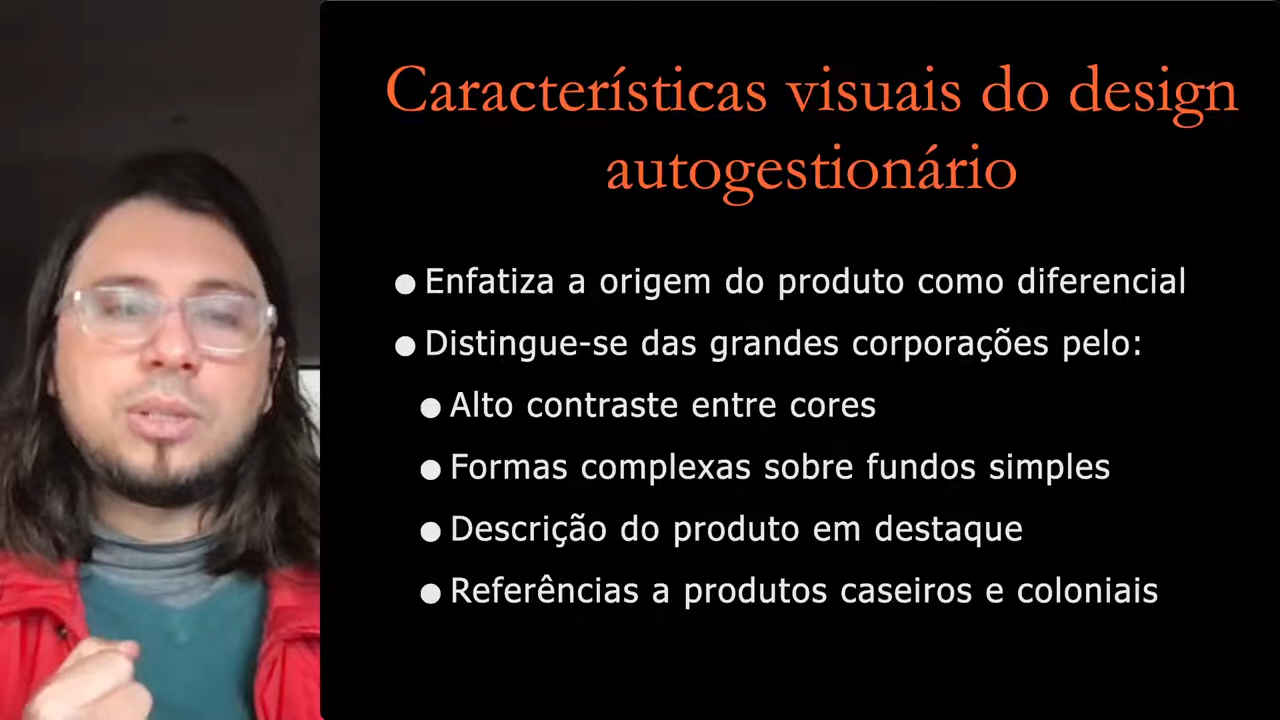 Características visuais do design
autogestionário
● Enfatiza a origem do produto como diferencial
● Distingue-se das grandes corporações pelo:
● Alto contraste entre cores
● Formas complexas sobre fundos simples
● Descrição do produto em destaque
● Referências a produtos caseiros e coloniais